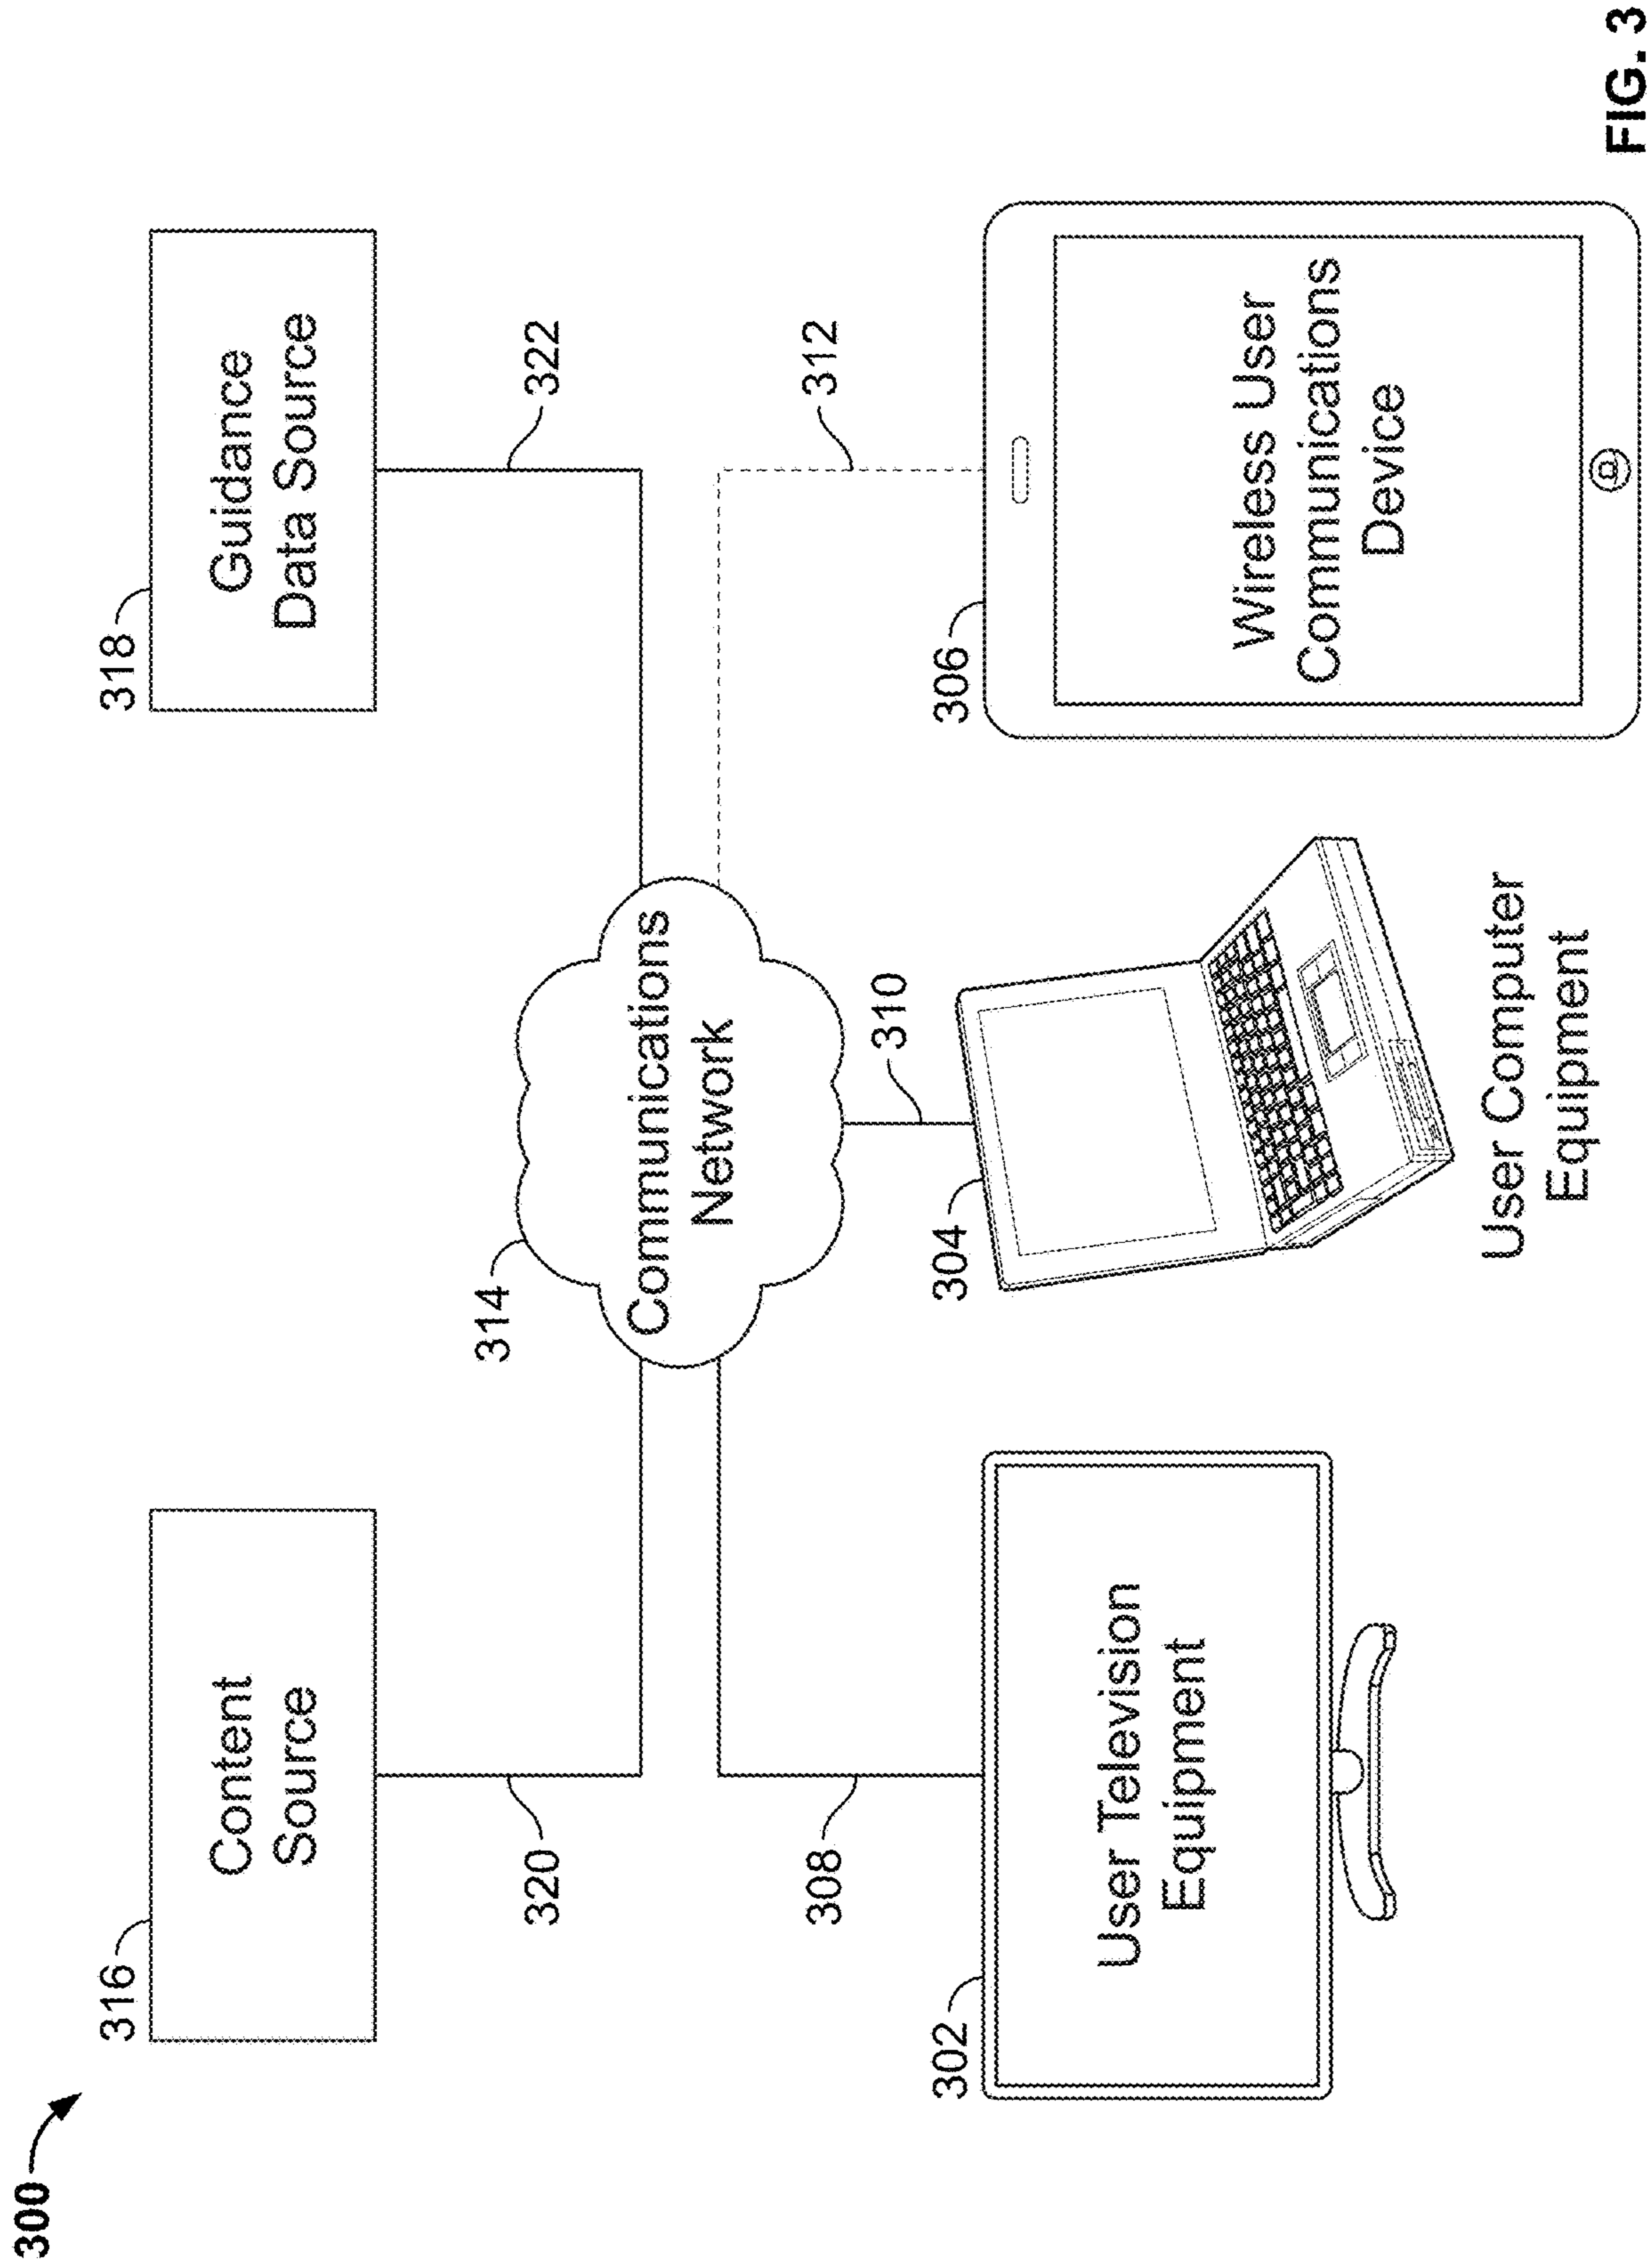 300
316
Content
Source
318
Guidance
Data Source
320
322
314
Communications
Network
308
310
312
302
User Television
Equipment
304
User Computer
Equipment
306
Wireless User
Communications
Device
FIG. 3